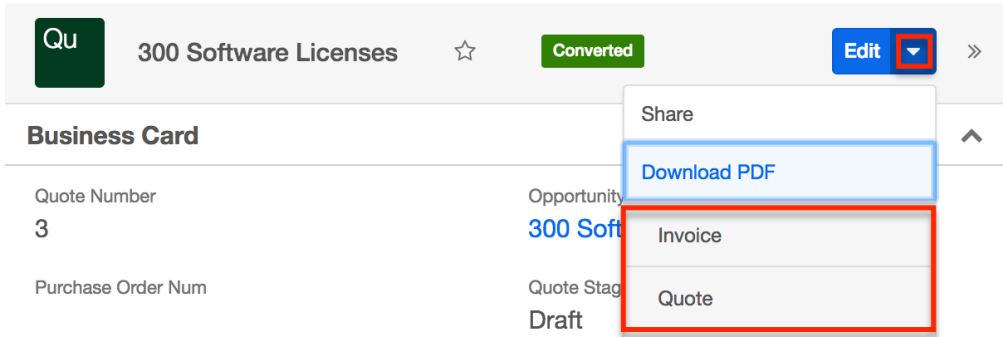 Qu
300 Software Licenses
Converted
Edit
Share
Business Card
Download PDF
Quote Number
Opportunity
3
300 Soft
Invoice
Purchase Order Num
Quote Stag
Quote
Draft